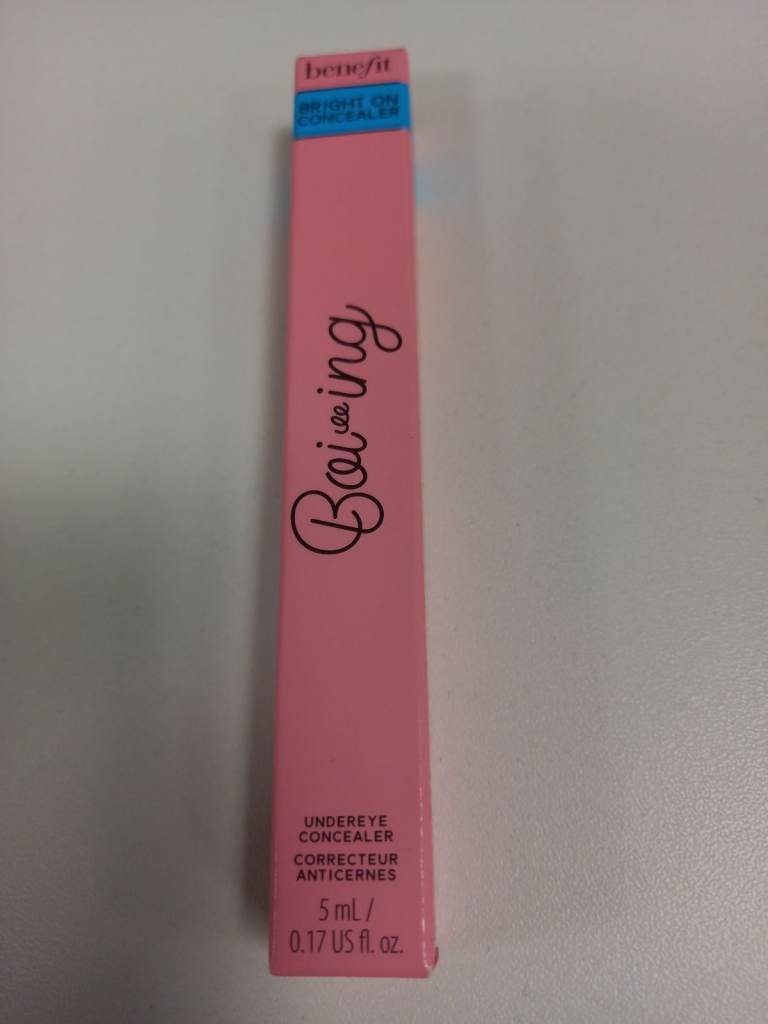 benefit
BRIGHT ON
CONCEALER
Boi-ing
UNDEREYE
CONCEALER
CORRECTEUR
ANTICERNES
5 mL /
0.17 US fl. oz.